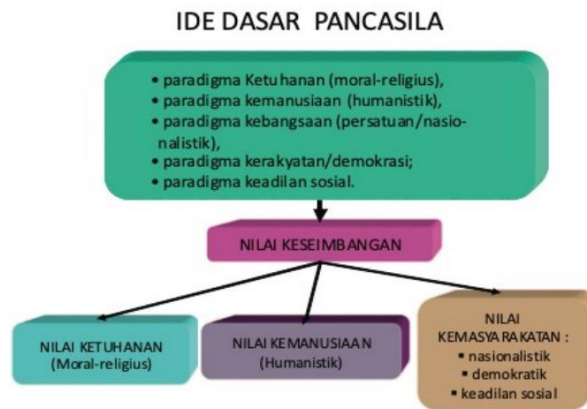 IDE DASAR PANCASILA
• paradigma Ketuhanan (moral-religius),
• paradigma kemanusiaan (humanistik),
• paradigma kebangsaan (persatuan/nasio-
nalistik),
• paradigma kerakyatan/demokrasi;
• paradigma keadilan sosial.
NILAI KESEIMBANGAN
NILAI KETUHANAN
(Moral-religius)
NILAI KEMANUSIAAN
(Humanistik)
NILAI
KEMASYARAKATAN :
▪ nasionalistik
▪ demokratik
▪ keadilan sosial